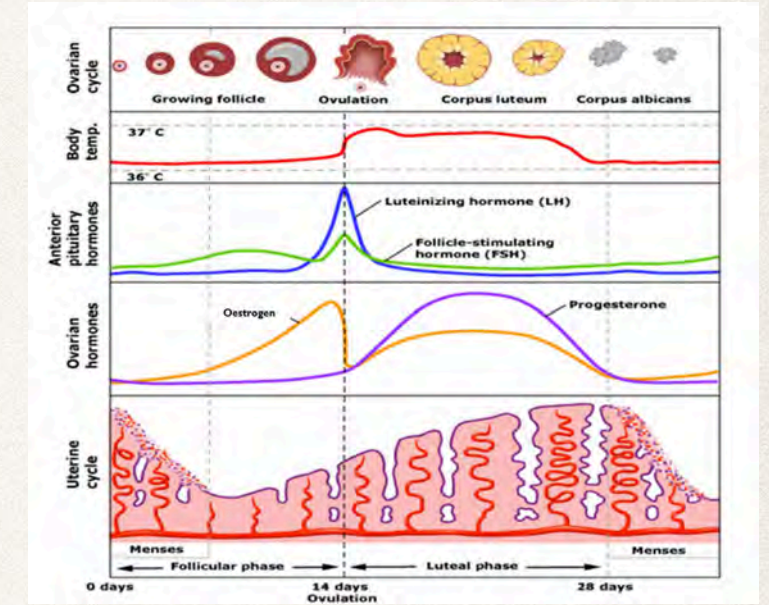 Ovarian
cycle
Growing follicle
Ovulation
Corpus luteum
Corpus albicans
Body
temp.
37° C
36° C
Anterior
pituitary
hormones
Luteinizing hormone (LH)
Follicle-stimulating
hormone (FSH)
Ovarian
hormones
Oestrogen
Progesterone
Uterine
cycle
Menses
Menses
Follicular phase
Luteal phase
0 days
14 days
28 days
Ovulation